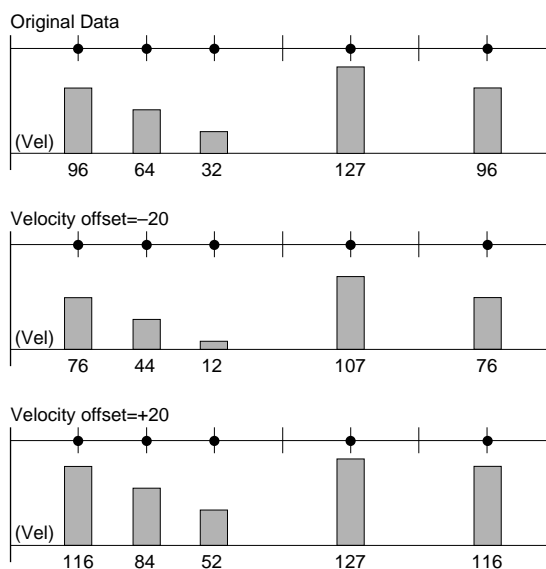 Original Data
(Vel)
96 64 32 127 96
Velocity offset=–20
(Vel)
76 44 12 107 76
Velocity offset=+20
(Vel)
116 84 52 127 116